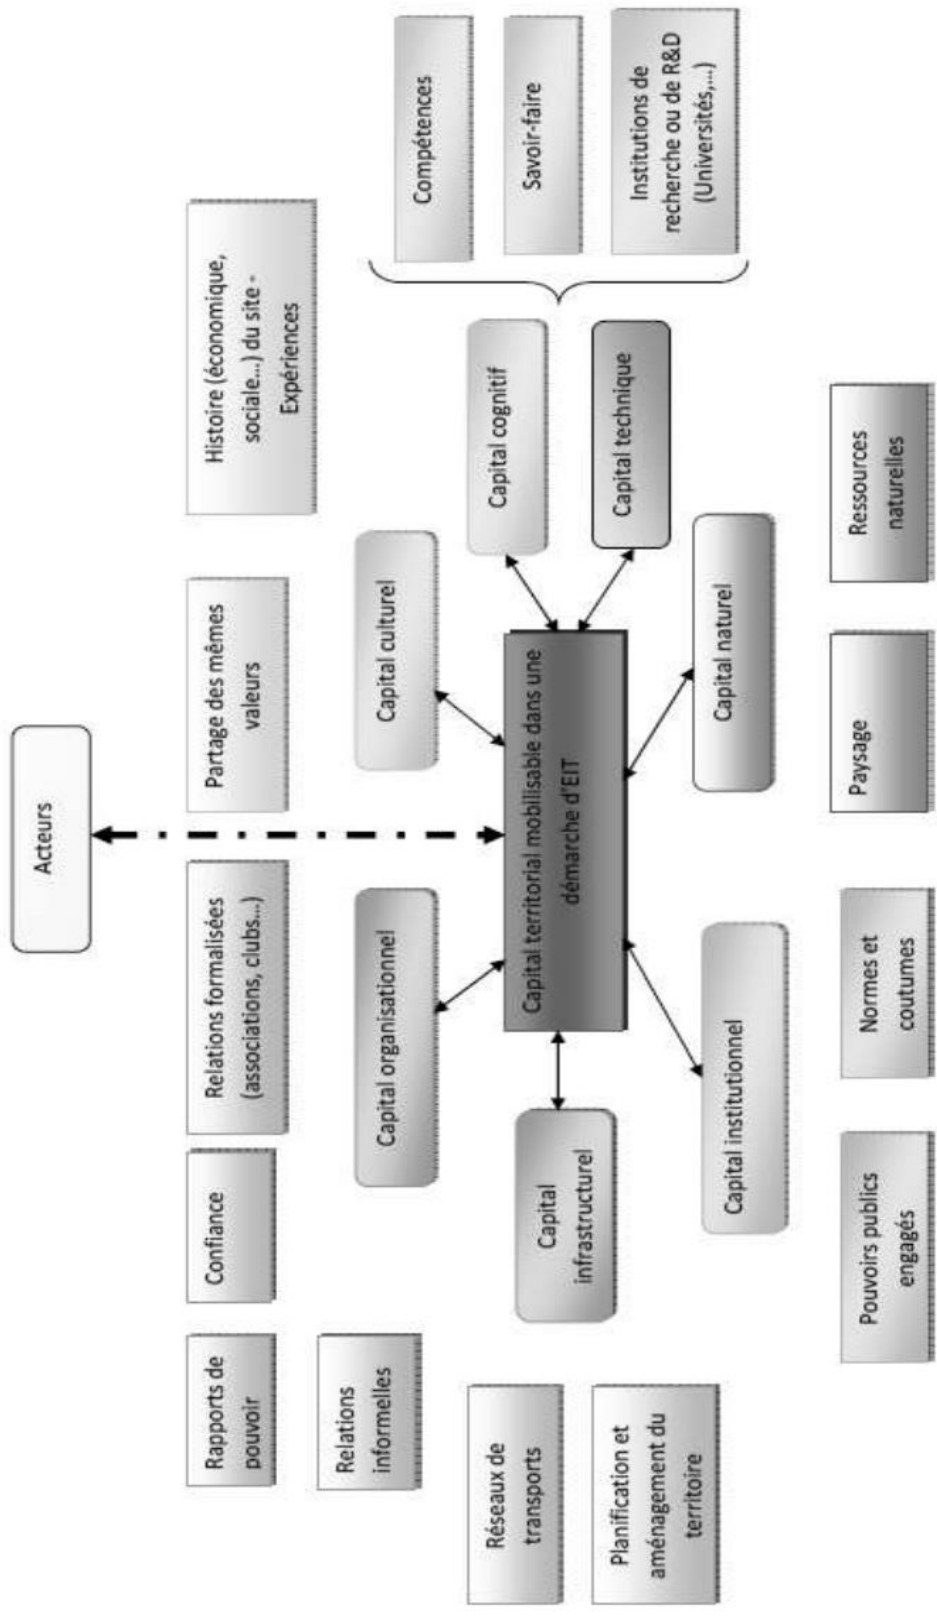 Acteurs
Rapports de
pouvoir
Confiance
Relations formalisées
(associations, clubs...)
Partage des mêmes
valeurs
Histoire (économique,
sociale...) du site -
Expériences
Relations
informelles
Capital organisationnel
Capital culturel
Compétences
Réseaux de
transports
Capital cognitif
Savoir-faire
Capital
infrastructurel
Capital territorial mobilisable dans une
démarche d'EIT
Planification et
aménagement du
territoire
Capital technique
Institutions de
recherche ou de R&D
(Universités,...)
Capital institutionnel
Capital naturel
Pouvoirs publics
engagés
Normes et
coutumes
Paysage
Ressources
naturelles